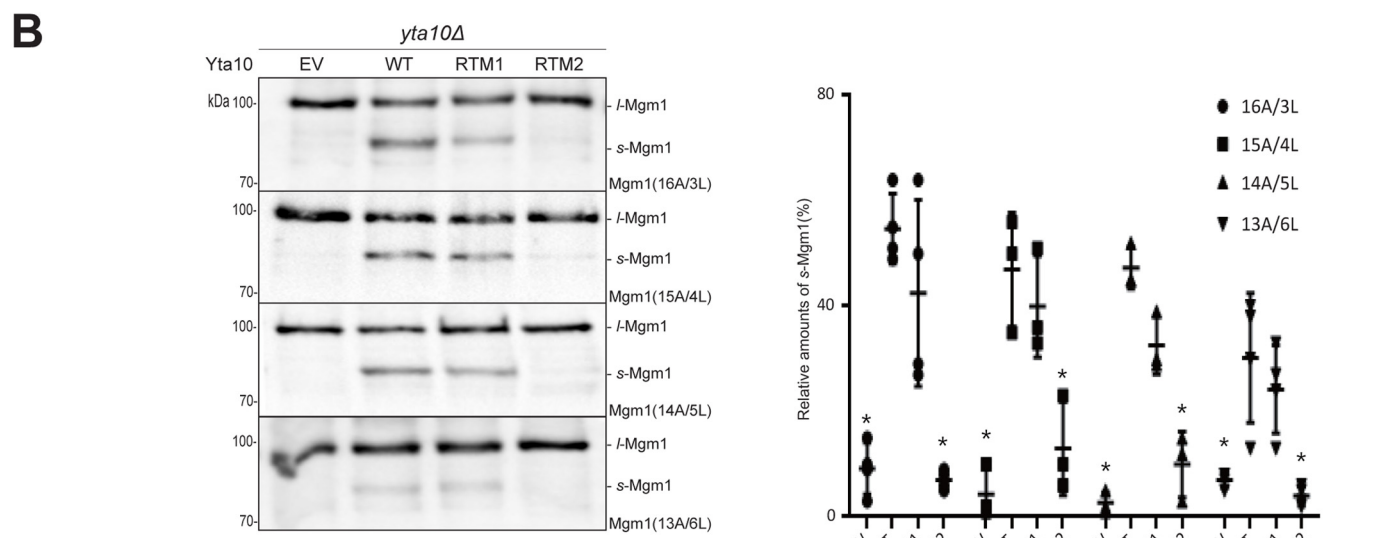 B
yta10Δ
Yta10 EV WT RTM1 RTM2
kDa 100-
l-Mgm1
s-Mgm1
70-
Mgm1(16A/3L)
100-
l-Mgm1
s-Mgm1
70-
Mgm1(15A/4L)
100-
l-Mgm1
s-Mgm1
70-
Mgm1(14A/5L)
100-
l-Mgm1
s-Mgm1
70-
Mgm1(13A/6L)
Relative amounts of s-Mgm1(%)
80
40
0
16A/3L
15A/4L
14A/5L
13A/6L
* * * * * * * *